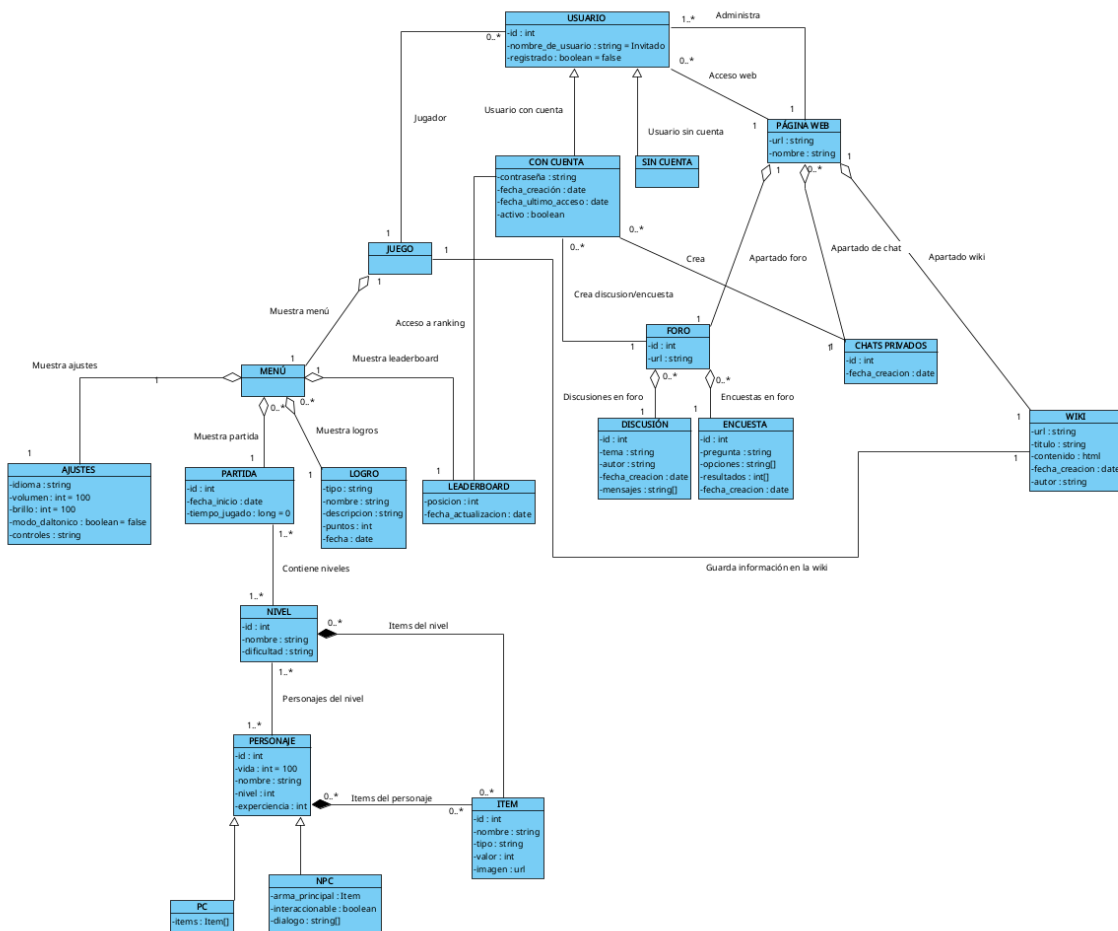 USUARIO
-id : int
-nombre_de_usuario : string = Invitado
-registrado : boolean = false
0..*
1..*
Administra
0..*
Acceso web
Jugador
Usuario con cuenta
Usuario sin cuenta
1
1
PÁGINA WEB
-url : string
-nombre : string
1
0..*
1
CON CUENTA
-contraseña : string
-fecha_creación : date
-fecha_ultimo_acceso : date
-activo : boolean
SIN CUENTA
0..*
0..*
1
JUEGO
1
1
Crea
Apartado foro
Apartado de chat
Apartado wiki
Muestra menú
Acceso a ranking
Crea discusion/encuesta
1
FORO
-id : int
-url : string
1
1
1
CHATS PRIVADOS
-id : int
-fecha_creacion : date
Muestra ajustes
1
Muestra leaderboard
MENÚ
1
1
0..*
0..*
0..*
0..*
Discusiones en foro
Encuestas en foro
Muestra partida
Muestra logros
1
1
DISCUSIÓN
-id : int
-tema : string
-autor : string
-fecha_creacion : date
-mensajes : string[]
ENCUESTA
-id : int
-pregunta : string
-opciones : string[]
-resultados : int[]
-fecha_creacion : date
1
WIKI
-url : string
-titulo : string
-contenido : html
-fecha_creacion : date
-autor : string
1
1
AJUSTES
-idioma : string
-volumen : int = 100
-brillo : int = 100
-modo_daltonico : boolean = false
-controles : string
1
PARTIDA
-id : int
-fecha_inicio : date
-tiempo_jugado : long = 0
1
LOGRO
-tipo : string
-nombre : string
-descripcion : string
-puntos : int
-fecha : date
1
LEADERBOARD
-posicion : int
-fecha_actualizacion : date
1..*
Contiene niveles
Guarda información en la wiki
1..*
NIVEL
-id : int
-nombre : string
-dificultad : string
0..*
Items del nivel
1..*
Personajes del nivel
1..*
PERSONAJE
-id : int
-vida : int = 100
-nombre : string
-nivel : int
-experciencia : int
0..*
Items del personaje
0..*
0..*
ITEM
-id : int
-nombre : string
-tipo : string
-valor : int
-imagen : url
PC
-items : Item[]
NPC
-arma_principal : Item
-interaccionable : boolean
-dialogo : string[]